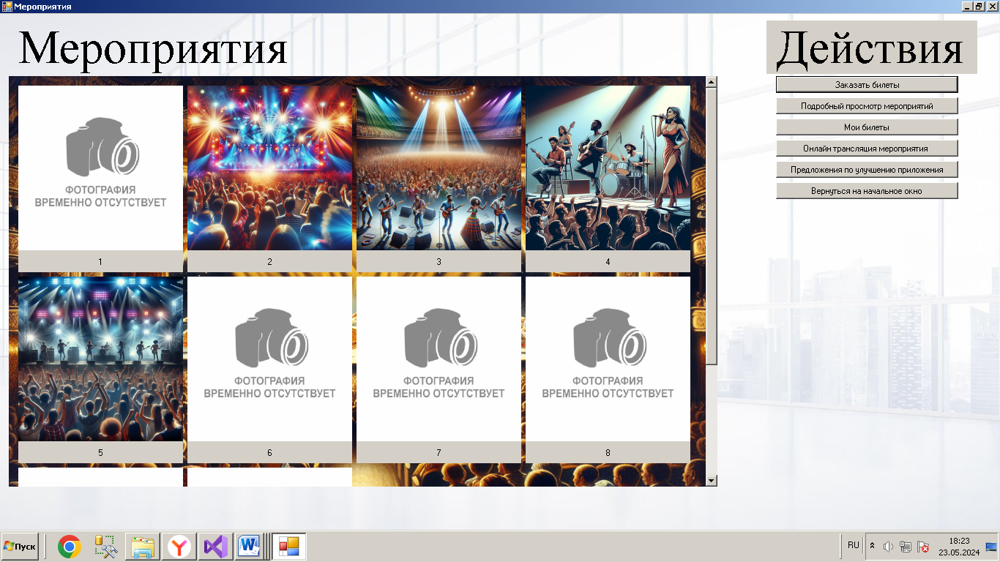 Мероприятия
Мероприятия
Действия
Заказать билеты
Подробный просмотр мероприятий
Мои билеты
Онлайн трансляция мероприятия
Предложения по улучшению приложения
Вернуться на начальное окно
ФОТОГРАФИЯ
ВРЕМЕННО ОТСУТСТВУЕТ
1
2
3
4
5
ФОТОГРАФИЯ
ВРЕМЕННО ОТСУТСТВУЕТ
6
ФОТОГРАФИЯ
ВРЕМЕННО ОТСУТСТВУЕТ
7
ФОТОГРАФИЯ
ВРЕМЕННО ОТСУТСТВУЕТ
8
Пуск
RU
18:23
23.05.2024